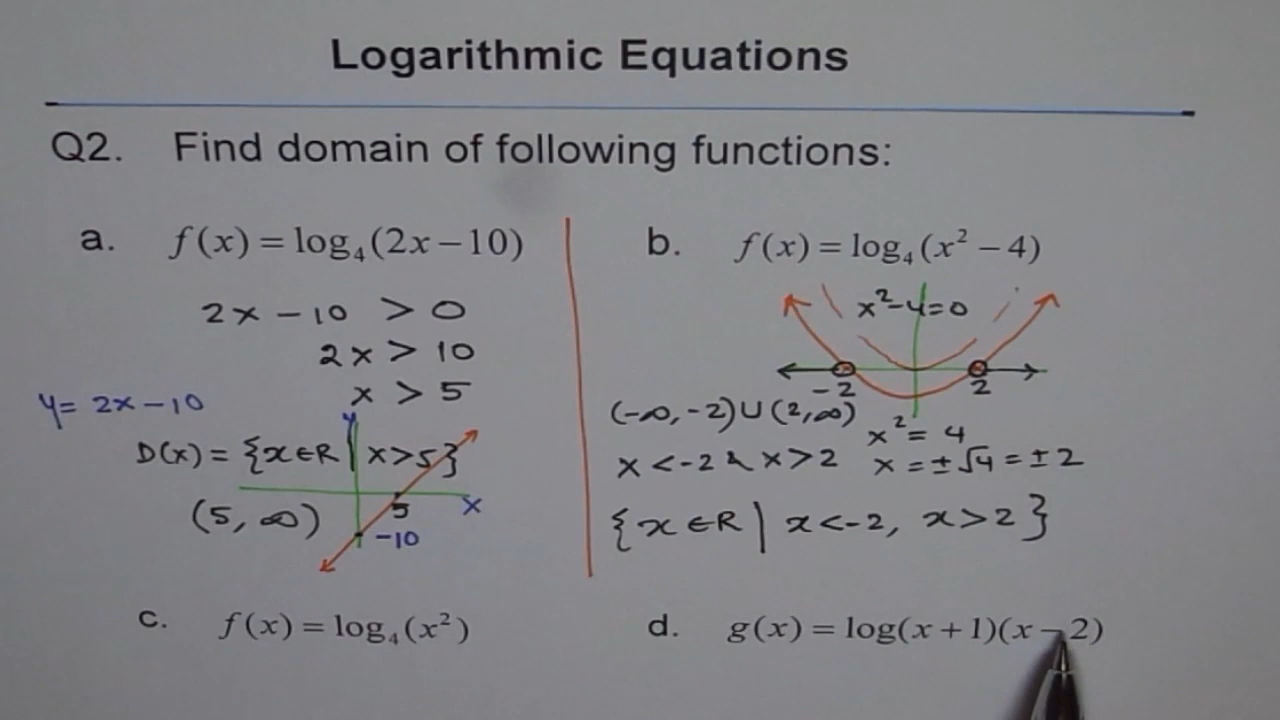 Logarithmic Equations
Q2. Find domain of following functions:
a. f(x) = log₄(2x−10)
2x − 10 > 0
2x > 10
x > 5
y = 2x − 10
y
D(x) = {x∈R | x>5}
(5, ∞)
5
x
−10
b. f(x) = log₄(x² − 4)
x²−4=0
−2
2
(−∞, −2)∪(2, ∞)
x² = 4
x < −2 & x > 2
x = ±√4 = ±2
{x ∈R | x<−2, x>2}
c. f(x) = log₄(x²)
d. g(x) = log(x+1)(x−2)